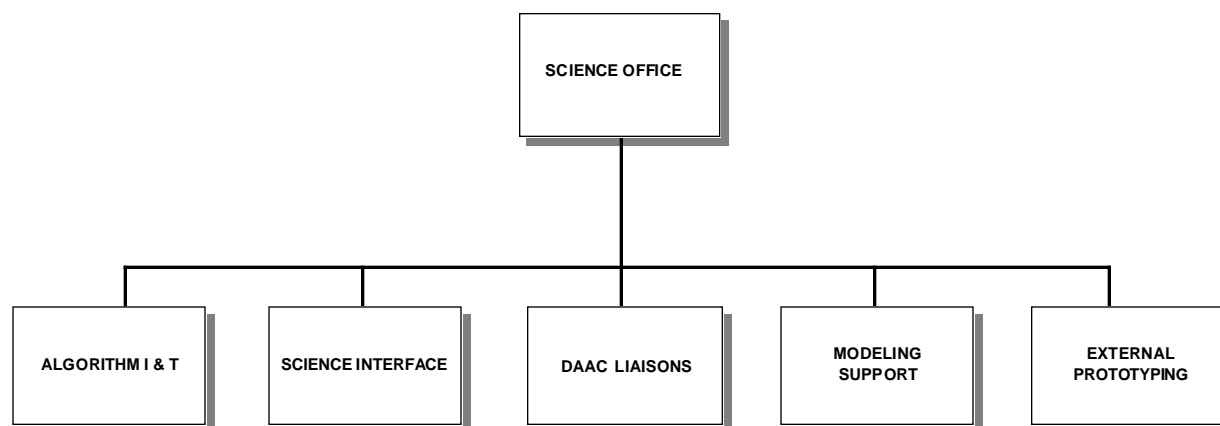 SCIENCE OFFICE
ALGORITHM I & T
SCIENCE INTERFACE
DAAC LIAISONS
MODELING
SUPPORT
EXTERNAL
PROTOTYPING